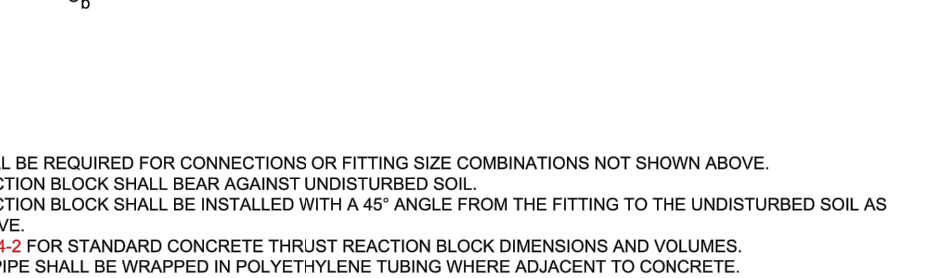 b
L BE REQUIRED FOR CONNECTIONS OR FITTING SIZE COMBINATIONS NOT SHOWN ABOVE.
CTION BLOCK SHALL BEAR AGAINST UNDISTURBED SOIL.
CTION BLOCK SHALL BE INSTALLED WITH A 45° ANGLE FROM THE FITTING TO THE UNDISTURBED SOIL AS
VE.
4-2 FOR STANDARD CONCRETE THRUST REACTION BLOCK DIMENSIONS AND VOLUMES.
PIPE SHALL BE WRAPPED IN POLYETHYLENE TUBING WHERE ADJACENT TO CONCRETE.